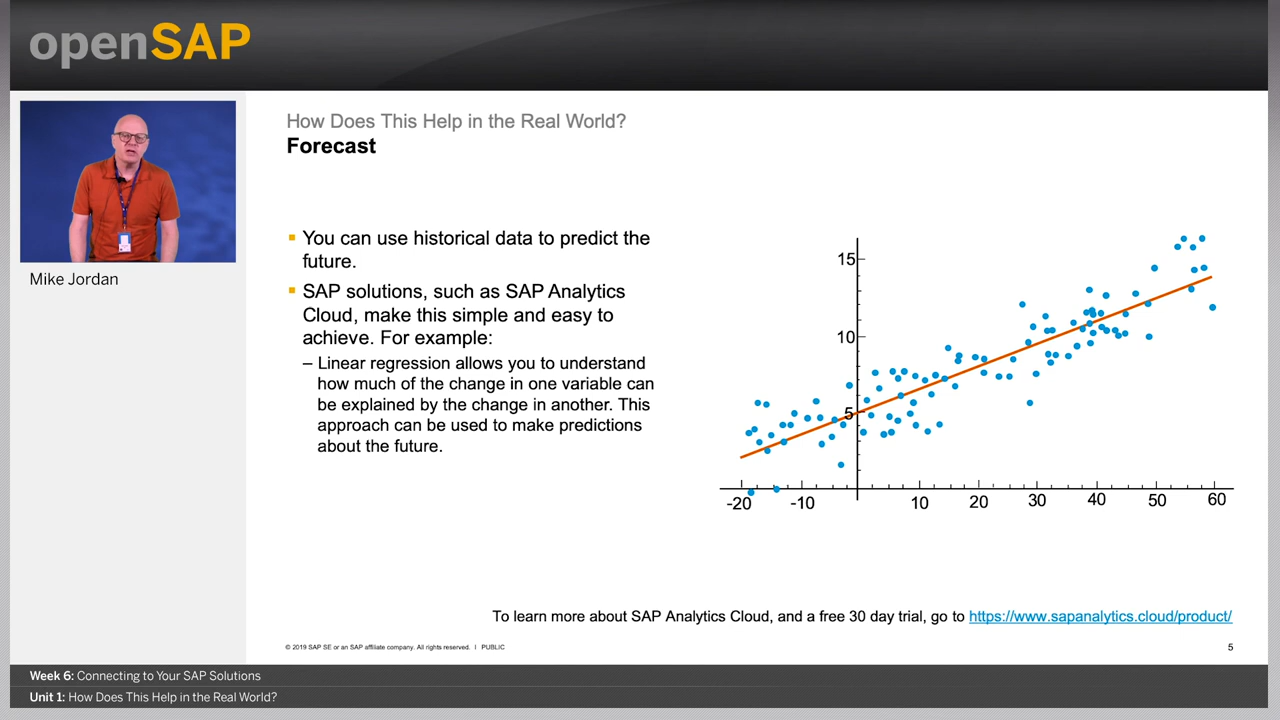 openSAP
Mike Jordan
How Does This Help in the Real World?
Forecast
▪ You can use historical data to predict the
future.
▪ SAP solutions, such as SAP Analytics
Cloud, make this simple and easy to
achieve. For example:
– Linear regression allows you to understand
how much of the change in one variable can
be explained by the change in another. This
approach can be used to make predictions
about the future.
15
10
5
-20 -10 10 20 30 40 50 60
To learn more about SAP Analytics Cloud, and a free 30 day trial, go to https://www.sapanalytics.cloud/product/
© 2019 SAP SE or an SAP affiliate company. All rights reserved. ǀ PUBLIC
5
Week 6: Connecting to Your SAP Solutions
Unit 1: How Does This Help in the Real World?